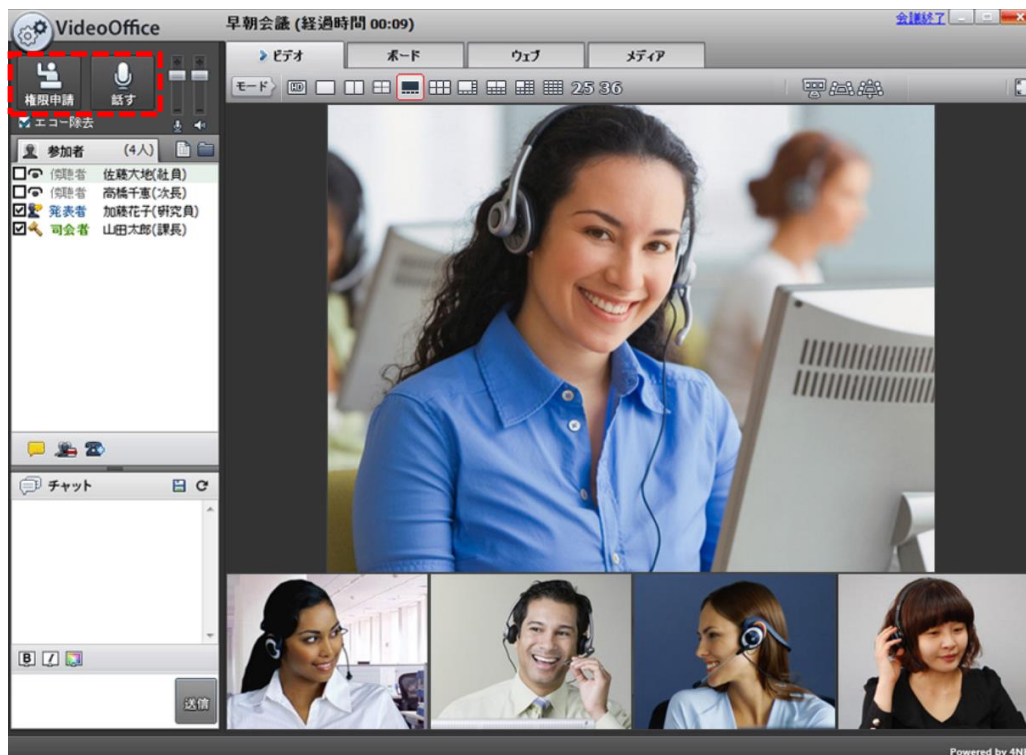 VideoOffice
早朝会議 (経過時間 00:09)
会議終了
権限申請
話す
エコー除去
ビデオ
ボード
ウェブ
メディア
モード
HD
25 36
参加者 (4人)
傍聴者 佐藤大地(社員)
傍聴者 高橋千恵(次長)
発表者 加藤花子(研究員)
司会者 山田太郎(課長)
チャット
B I
送信
Powered by